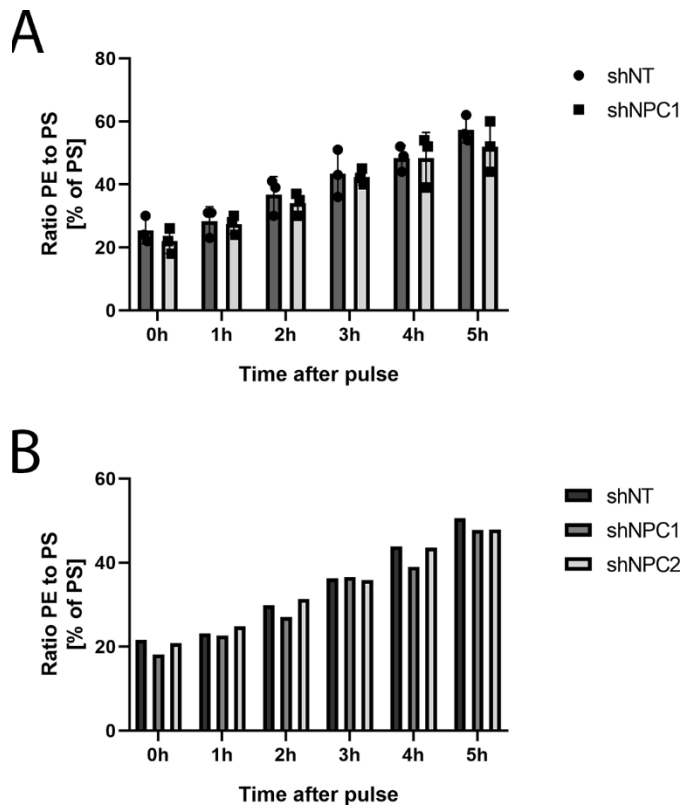 A
shNT
shNPC1
Ratio PE to PS
[% of PS]
80
60
40
20
0
0h 1h 2h 3h 4h 5h
Time after pulse
B
shNT
shNPC1
shNPC2
Ratio PE to PS
[% of PS]
60
40
20
0
0h 1h 2h 3h 4h 5h
Time after pulse